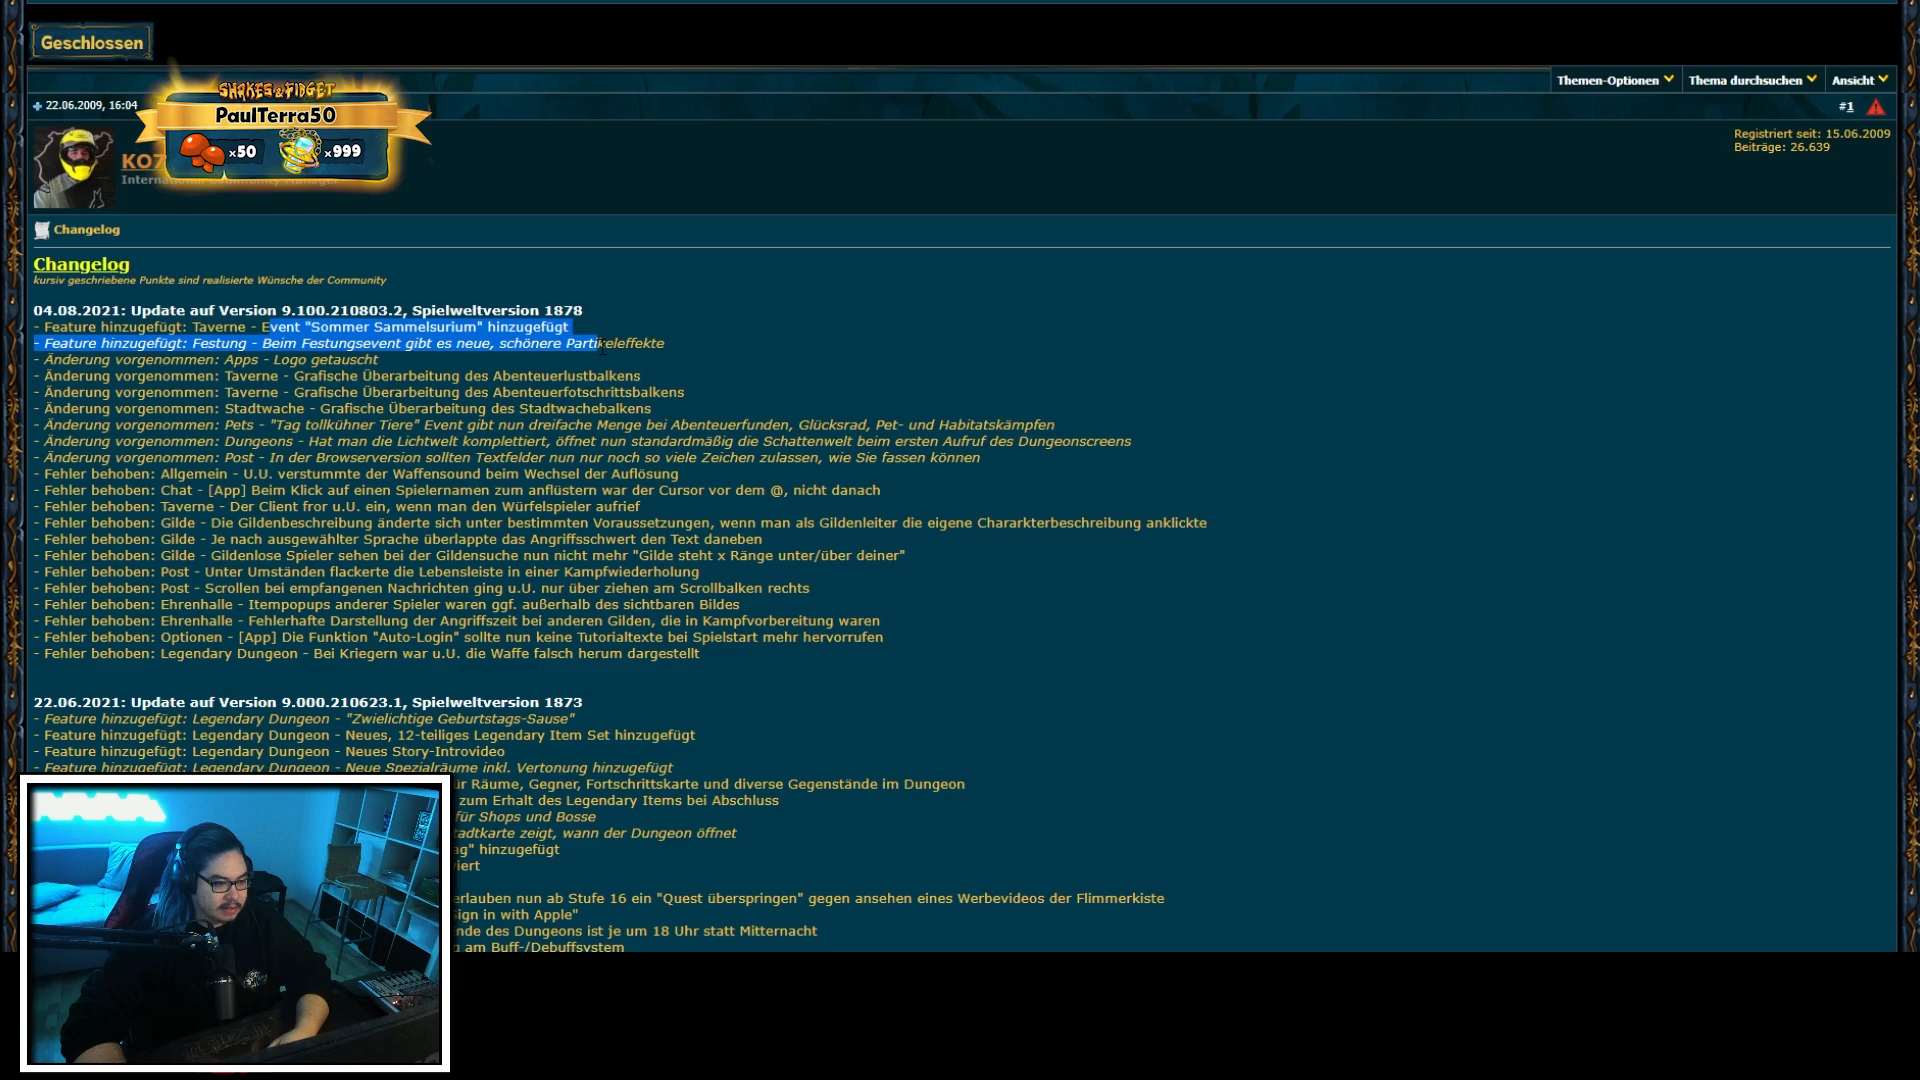 Geschlossen
Themen-Optionen
Thema durchsuchen
Ansicht
22.06.2009, 16:04
#1
SHAKES & FIDGET
PaulTerra50
x50
x999
KO7
Registriert seit: 15.06.2009
Beiträge: 26.639
Changelog
Changelog
kursiv geschriebene Punkte sind realisierte Wünsche der Community
04.08.2021: Update auf Version 9.100.210803.2, Spielweltversion 1878
- Feature hinzugefügt: Taverne - Event "Sommer Sammelsurium" hinzugefügt
- Feature hinzugefügt: Festung - Beim Festungsevent gibt es neue, schönere Partikeleffekte
- Änderung vorgenommen: Apps - Logo getauscht
- Änderung vorgenommen: Taverne - Grafische Überarbeitung des Abenteuerlustbalkens
- Änderung vorgenommen: Taverne - Grafische Überarbeitung des Abenteuerfotschrittsbalkens
- Änderung vorgenommen: Stadtwache - Grafische Überarbeitung des Stadtwachebalkens
- Änderung vorgenommen: Pets - "Tag tollkühner Tiere" Event gibt nun dreifache Menge bei Abenteuerfunden, Glücksrad, Pet- und Habitatskämpfen
- Änderung vorgenommen: Dungeons - Hat man die Lichtwelt komplettiert, öffnet nun standardmäßig die Schattenwelt beim ersten Aufruf des Dungeonscreens
- Änderung vorgenommen: Post - In der Browserversion sollten Textfelder nun nur noch so viele Zeichen zulassen, wie Sie fassen können
- Fehler behoben: Allgemein - U.U. verstummte der Waffensound beim Wechsel der Auflösung
- Fehler behoben: Chat - [App] Beim Klick auf einen Spielernamen zum anflüstern war der Cursor vor dem @, nicht danach
- Fehler behoben: Taverne - Der Client fror u.U. ein, wenn man den Würfelspieler aufrief
- Fehler behoben: Gilde - Die Gildenbeschreibung änderte sich unter bestimmten Voraussetzungen, wenn man als Gildenleiter die eigene Chararkterbeschreibung anklickte
- Fehler behoben: Gilde - Je nach ausgewählter Sprache überlappte das Angriffsschwert den Text daneben
- Fehler behoben: Gilde - Gildenlose Spieler sehen bei der Gildensuche nun nicht mehr "Gilde steht x Ränge unter/über deiner"
- Fehler behoben: Post - Unter Umständen flackerte die Lebensleiste in einer Kampfwiederholung
- Fehler behoben: Post - Scrollen bei empfangenen Nachrichten ging u.U. nur über ziehen am Scrollbalken rechts
- Fehler behoben: Ehrenhalle - Itempopups anderer Spieler waren ggf. außerhalb des sichtbaren Bildes
- Fehler behoben: Ehrenhalle - Fehlerhafte Darstellung der Angriffszeit bei anderen Gilden, die in Kampfvorbereitung waren
- Fehler behoben: Optionen - [App] Die Funktion "Auto-Login" sollte nun keine Tutorialtexte bei Spielstart mehr hervorrufen
- Fehler behoben: Legendary Dungeon - Bei Kriegern war u.U. die Waffe falsch herum dargestellt
22.06.2021: Update auf Version 9.000.210623.1, Spielweltversion 1873
- Feature hinzugefügt: Legendary Dungeon - "Zwielichtige Geburtstags-Sause"
- Feature hinzugefügt: Legendary Dungeon - Neues, 12-teiliges Legendary Item Set hinzugefügt
- Feature hinzugefügt: Legendary Dungeon - Neues Story-Introvideo
- Feature hinzugefügt: Legendary Dungeon - Neue Spezialräume inkl. Vertonung hinzugefügt
ür Räume, Gegner, Fortschrittskarte und diverse Gegenstände im Dungeon
zum Erhalt des Legendary Items bei Abschluss
für Shops und Bosse
tadtkarte zeigt, wann der Dungeon öffnet
ag" hinzugefügt
viert
erlauben nun ab Stufe 16 ein "Quest überspringen" gegen ansehen eines Werbevideos der Flimmerkiste
ign in with Apple"
nde des Dungeons ist je um 18 Uhr statt Mitternacht
g am Buff-/Debuffsystem